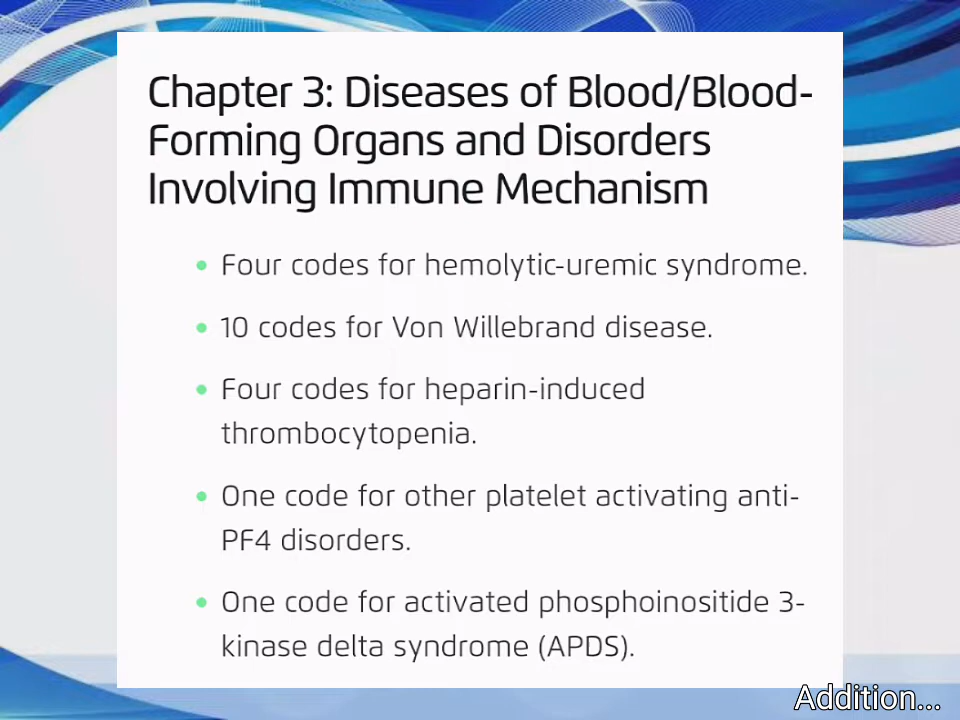 Chapter 3: Diseases of Blood/Blood-
Forming Organs and Disorders
Involving Immune Mechanism
Four codes for hemolytic-uremic syndrome.
10 codes for Von Willebrand disease.
Four codes for heparin-induced
thrombocytopenia.
One code for other platelet activating anti-
PF4 disorders.
One code for activated phosphoinositide 3-
kinase delta syndrome (APDS).
Addition...